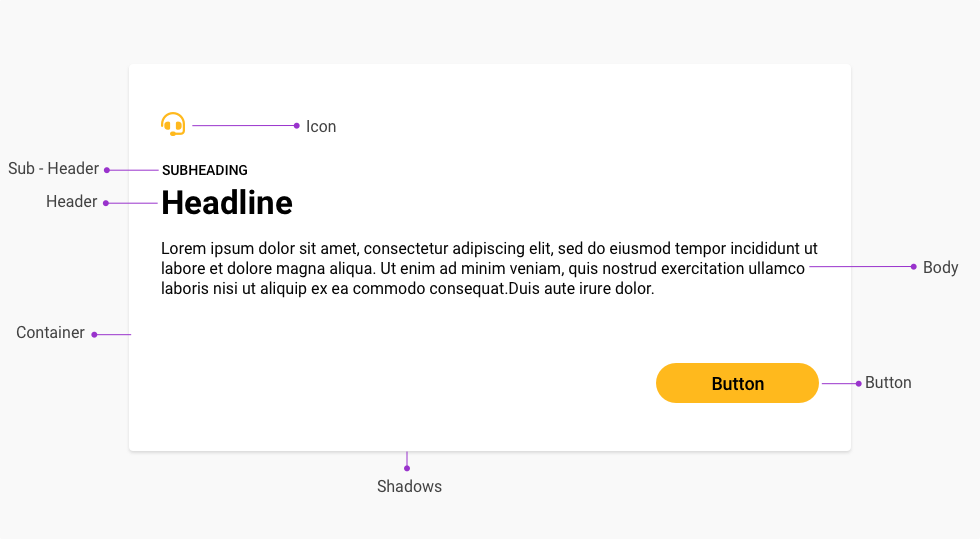 Icon
Sub - Header
SUBHEADING
Header
Headline
Lorem ipsum dolor sit amet, consectetur adipiscing elit, sed do eiusmod tempor incididunt ut
labore et dolore magna aliqua. Ut enim ad minim veniam, quis nostrud exercitation ullamco
laboris nisi ut aliquip ex ea commodo consequat.Duis aute irure dolor.
Body
Container
Button
Button
Shadows